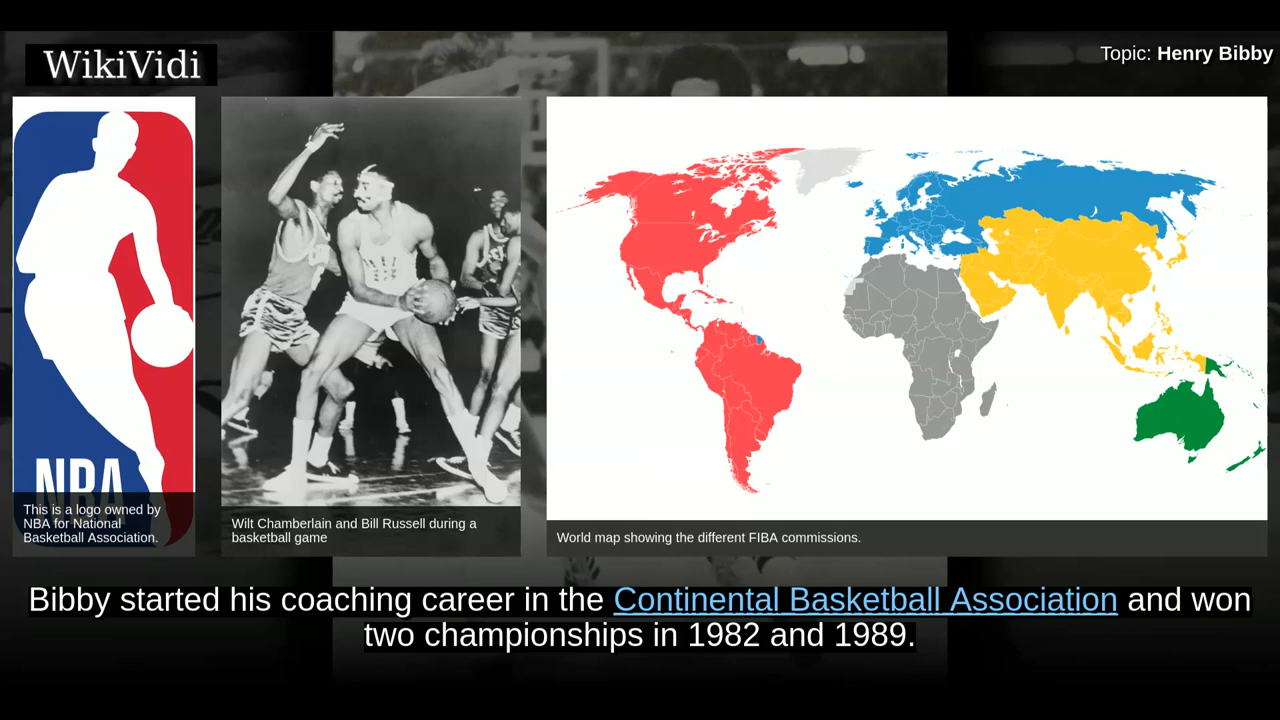 WikiVidi
Topic: Henry Bibby
NBA
This is a logo owned by
NBA for National
Basketball Association.
Wilt Chamberlain and Bill Russell during a
basketball game
World map showing the different FIBA commissions.
Bibby started his coaching career in the Continental Basketball Association and won
two championships in 1982 and 1989.